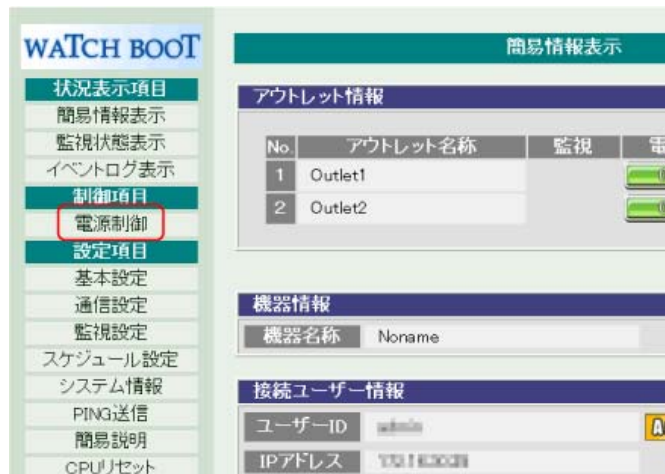 WATCH BOOT
状況表示項目
簡易情報表示
監視状態表示
イベントログ表示
制御項目
電源制御
設定項目
基本設定
通信設定
監視設定
スケジュール設定
システム情報
PING送信
簡易説明
CPUリセット
簡易情報表示
アウトレット情報
No. アウトレット名称 監視 電
1 Outlet1
2 Outlet2
機器情報
機器名称 Noname
接続ユーザー情報
ユーザーID
IPアドレス